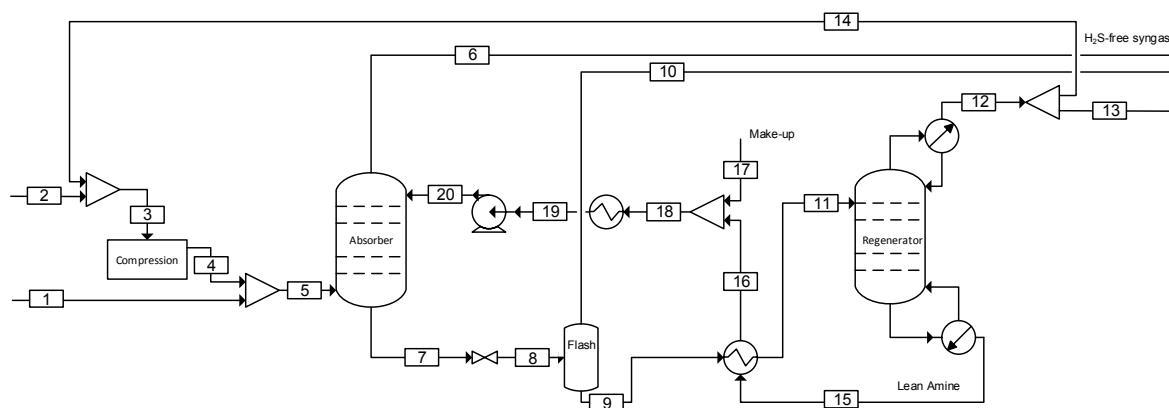 14
H₂S-free syngas
6
10
12
13
Make-up
17
2
3
20
19
18
11
Absorber
Regenerator
Compression
4
1
5
16
7
8
Flash
9
Lean Amine
15